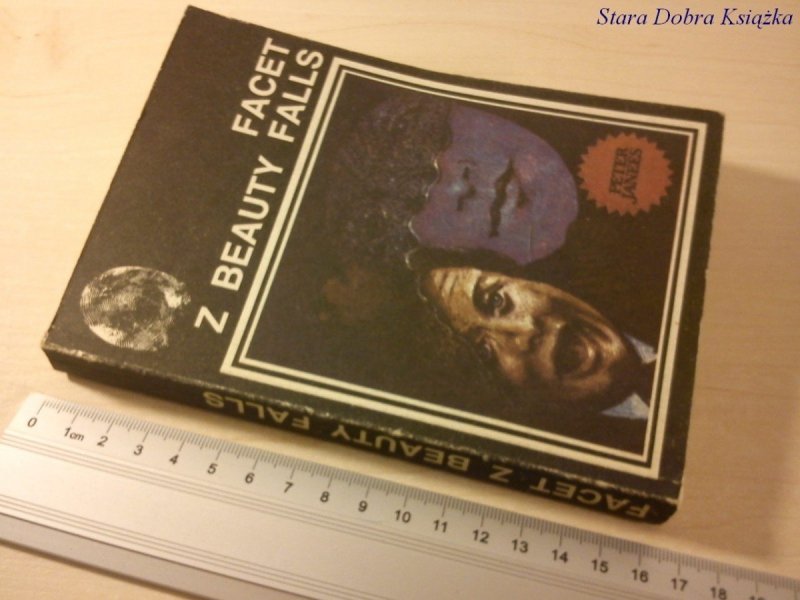 Stara Dobra Książka
FACET
Z BEAUTY FALLS
PETER
JANEES
FACET Z BEAUTY FALLS
0 1cm 2 3 4 5 6 7 8 9 10 11 12 13 14 15 16 17 18